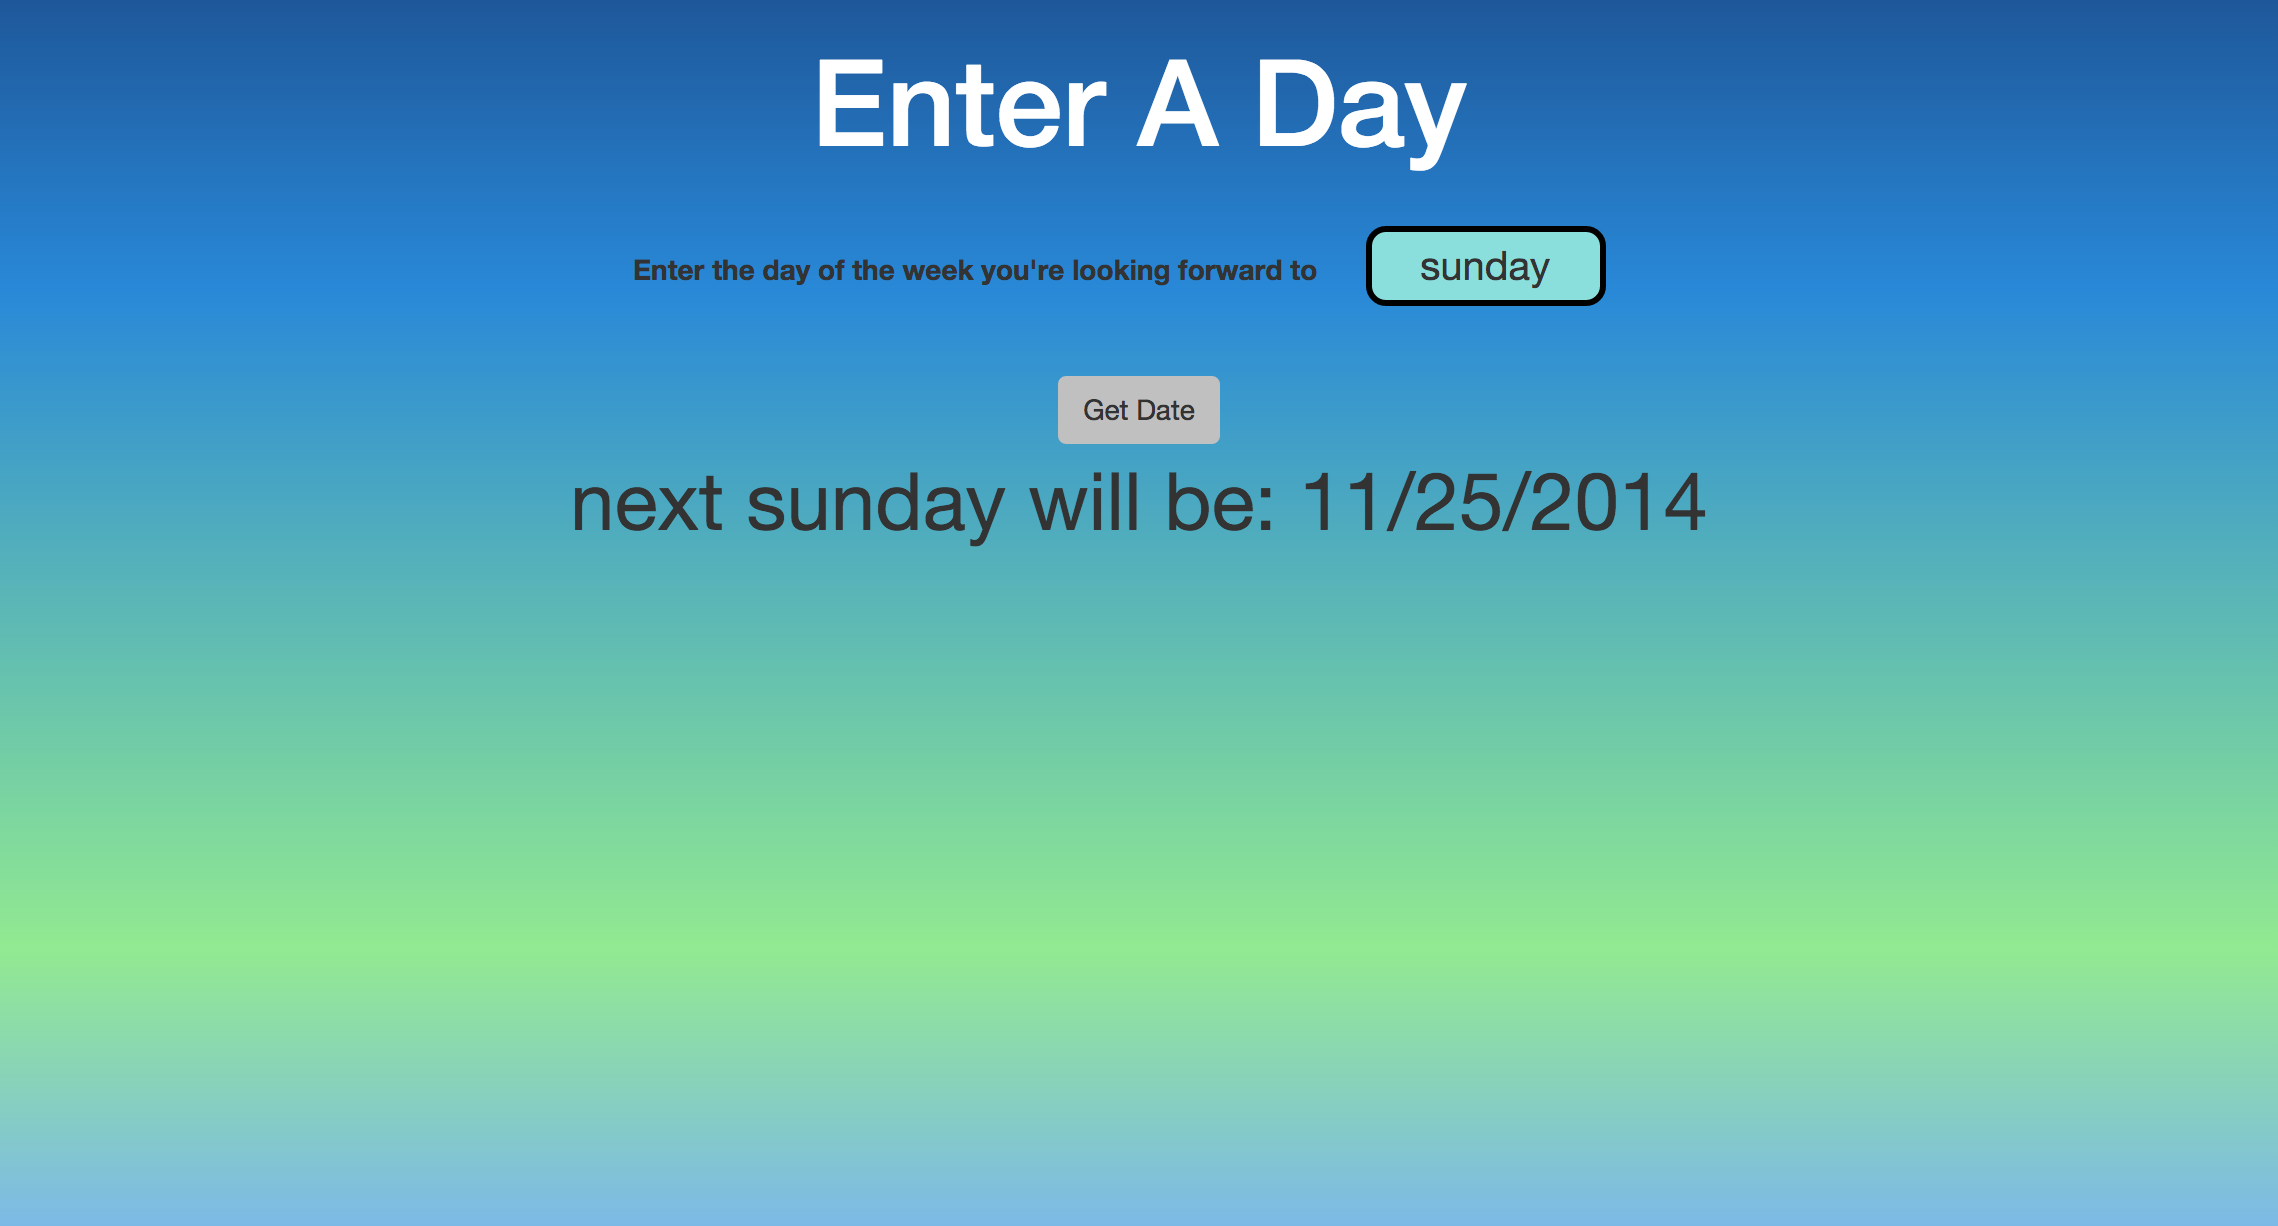 Enter A Day
Enter the day of the week you're looking forward to sunday
Get Date
next sunday will be: 11/25/2014